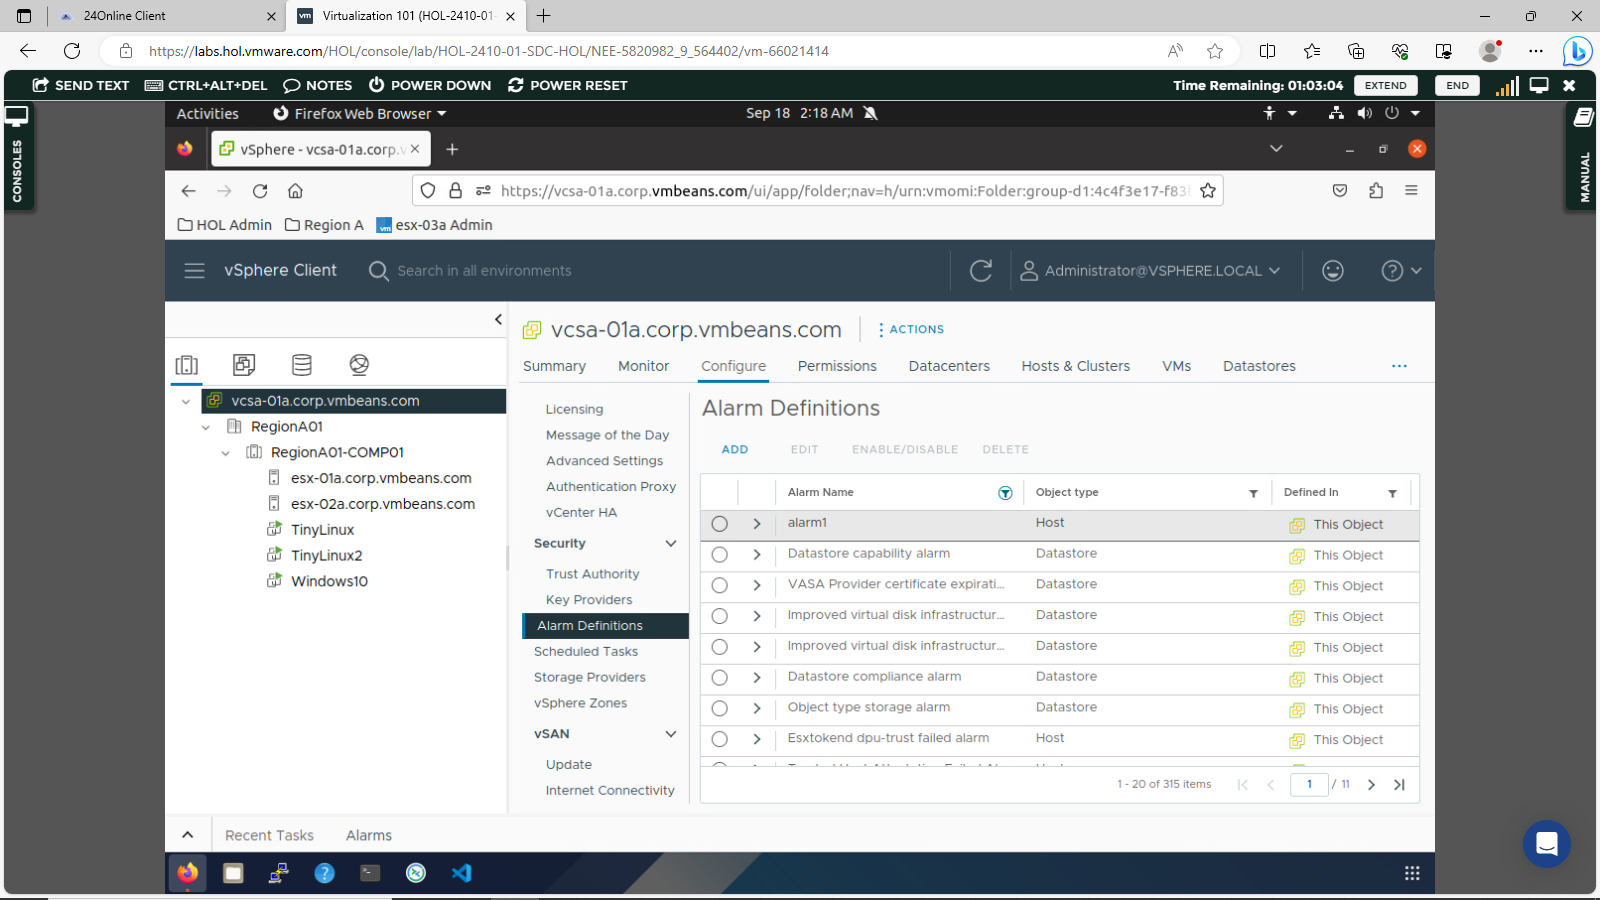 24Online Client
Virtualization 101 (HOL-2410-01-
https://labs.hol.vmware.com/HOL/console/lab/HOL-2410-01-SDC-HOL/NEE-5820982_9_564402/vm-66021414
SEND TEXT CTRL+ALT+DEL NOTES POWER DOWN POWER RESET
Time Remaining: 01:03:04 EXTEND END
CONSOLES
MANUAL
Activities Firefox Web Browser Sep 18 2:18 AM
vSphere - vcsa-01a.corp.v
https://vcsa-01a.corp.vmbeans.com/ui/app/folder;nav=h/urn:vmomi:Folder:group-d1:4c4f3e17-f83
HOL Admin Region A esx-03a Admin
vSphere Client Search in all environments Administrator@VSPHERE.LOCAL
vcsa-01a.corp.vmbeans.com ACTIONS
Summary Monitor Configure Permissions Datacenters Hosts & Clusters VMs Datastores
vcsa-01a.corp.vmbeans.com
RegionA01
RegionA01-COMP01
esx-01a.corp.vmbeans.com
esx-02a.corp.vmbeans.com
TinyLinux
TinyLinux2
Windows10
Licensing
Message of the Day
Advanced Settings
Authentication Proxy
vCenter HA
Security
Trust Authority
Key Providers
Alarm Definitions
Scheduled Tasks
Storage Providers
vSphere Zones
vSAN
Update
Internet Connectivity
Alarm Definitions
ADD EDIT ENABLE/DISABLE DELETE
Alarm Name Object type Defined In
alarm1 Host This Object
Datastore capability alarm Datastore This Object
VASA Provider certificate expirati... Datastore This Object
Improved virtual disk infrastructur... Datastore This Object
Improved virtual disk infrastructur... Datastore This Object
Datastore compliance alarm Datastore This Object
Object type storage alarm Datastore This Object
Esxtokend dpu-trust failed alarm Host This Object
1 - 20 of 315 items 1 / 11
Recent Tasks Alarms